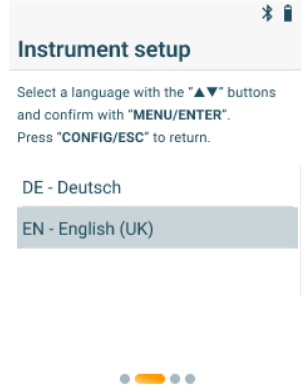 Instrument setup
Select a language with the "▲▼" buttons
and confirm with "MENU/ENTER".
Press "CONFIG/ESC" to return.
DE - Deutsch
EN - English (UK)